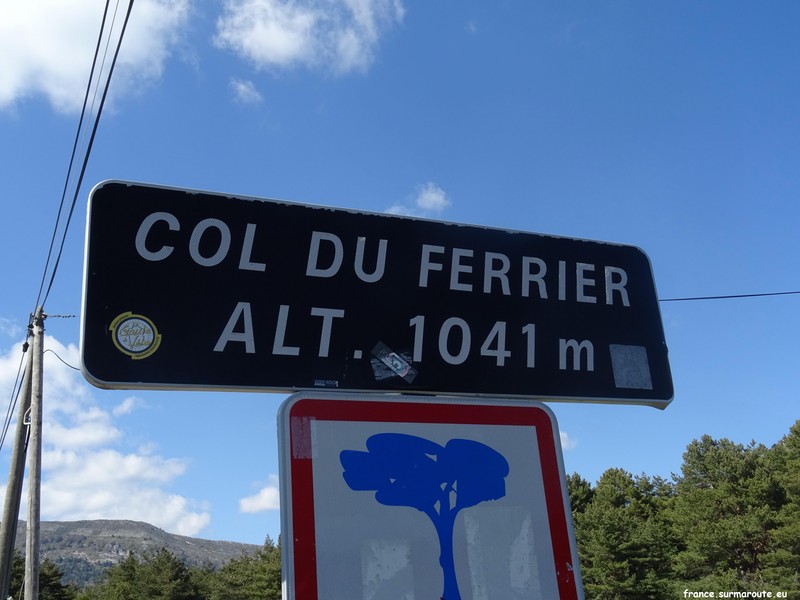 COL DU FERRIER
ALT. 1041 m
france.surmaroute.eu